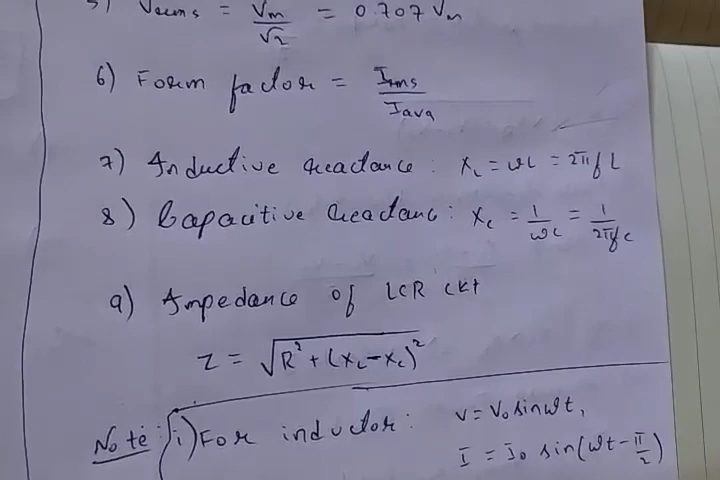 5) Vrms = Vm/√2 = 0.707 Vm
6) Form factor = Irms/Iavg
7) Inductive reactance : XL = ωL = 2πfL
8) Capacitive reactanc : Xc = 1/ωC = 1/2πfc
9) Impedance of LCR ckt
Z = √R² + (XL - Xc)²
Note : i) For inductor : V = V₀ sinωt,
I = I₀ sin(ωt - π/2)